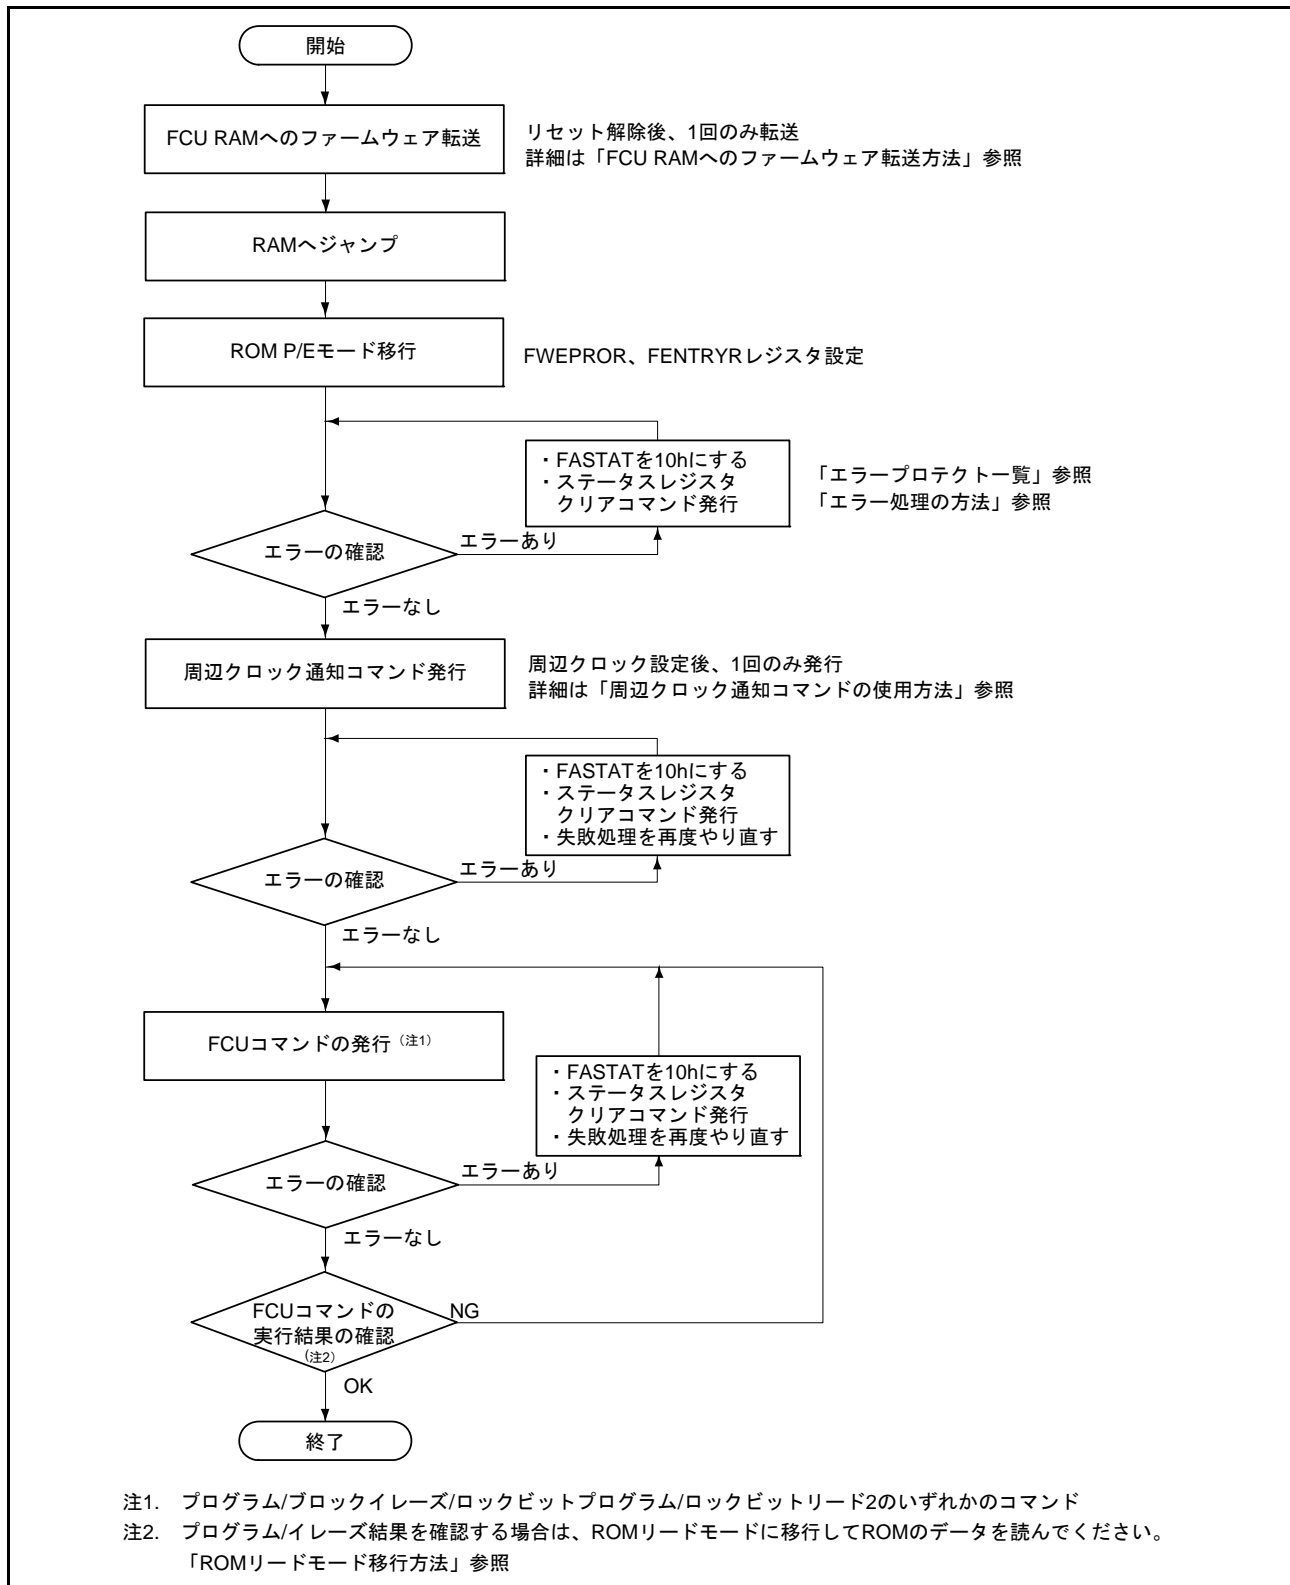 開始
FCU RAMへのファームウェア転送
リセット解除後、1回のみ転送
詳細は「FCU RAMへのファームウェア転送方法」参照
RAMへジャンプ
ROM P/Eモード移行
FWEPROR、FENTRYRレジスタ設定
・FASTATを10hにする
・ステータスレジスタ
クリアコマンド発行
「エラープロテクト一覧」参照
「エラー処理の方法」参照
エラーの確認
エラーあり
エラーなし
周辺クロック通知コマンド発行
周辺クロック設定後、1回のみ発行
詳細は「周辺クロック通知コマンドの使用方法」参照
・FASTATを10hにする
・ステータスレジスタ
クリアコマンド発行
・失敗処理を再度やり直す
エラーの確認
エラーあり
エラーなし
FCUコマンドの発行（注1）
・FASTATを10hにする
・ステータスレジスタ
クリアコマンド発行
・失敗処理を再度やり直す
エラーの確認
エラーあり
エラーなし
FCUコマンドの
実行結果の確認
（注2）
NG
OK
終了
注1. プログラム/ブロックイレーズ/ロックビットプログラム/ロックビットリード2のいずれかのコマンド
注2. プログラム/イレーズ結果を確認する場合は、ROMリードモードに移行してROMのデータを読んでください。
「ROMリードモード移行方法」参照